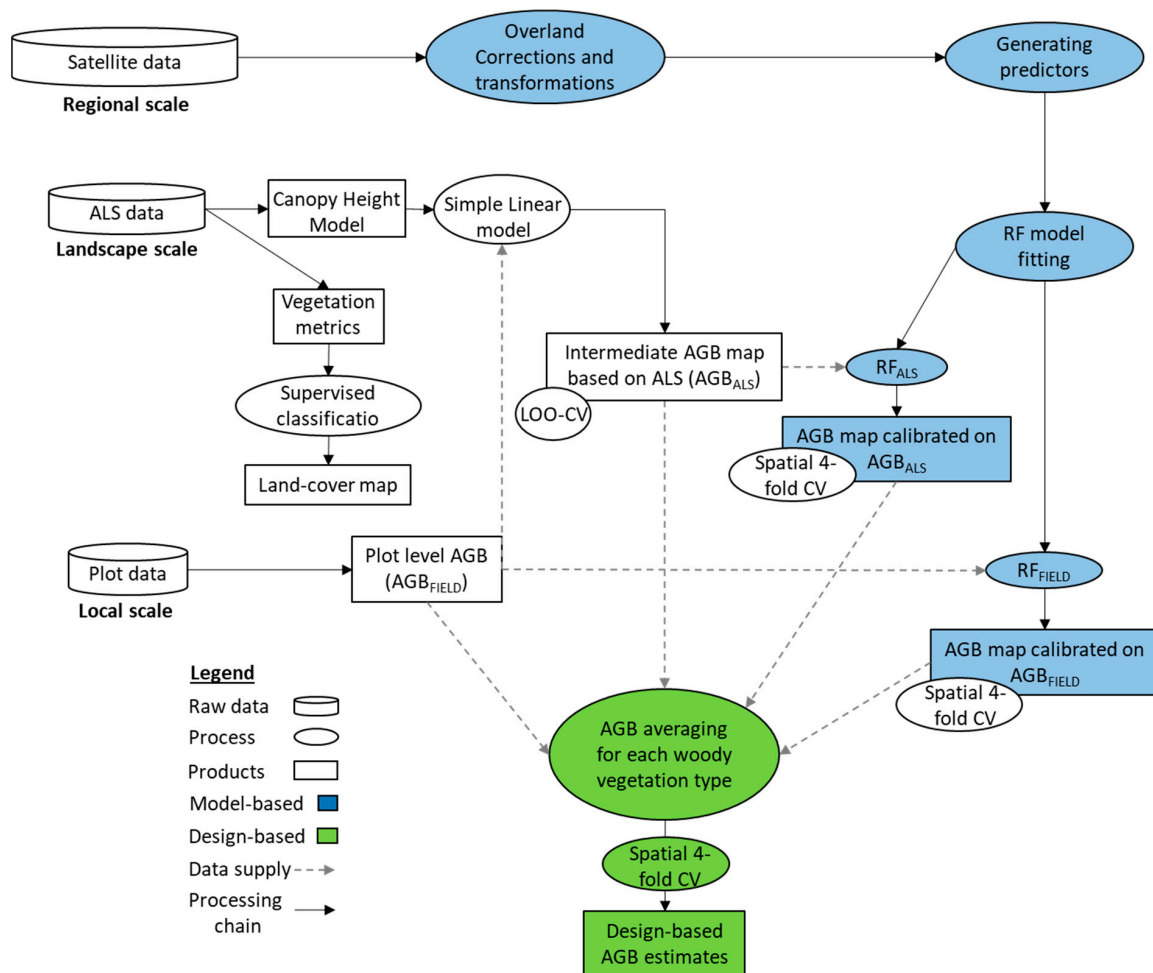 Satellite data
Regional scale
Overland
Corrections and
transformations
Generating
predictors
ALS data
Landscape scale
Canopy Height
Model
Simple Linear
model
RF model
fitting
Vegetation
metrics
Supervised
classificatio
Land-cover map
Intermediate AGB map
based on ALS (AGBALS)
LOO-CV
RFALS
AGB map calibrated on
AGBALS
Spatial 4-
fold CV
Plot data
Local scale
Plot level AGB
(AGBFIELD)
RFFIELD
AGB map calibrated on
AGBFIELD
Spatial 4-
fold CV
Legend
Raw data
Process
Products
Model-based
Design-based
Data supply
Processing
chain
AGB averaging
for each woody
vegetation type
Spatial 4-
fold CV
Design-based
AGB estimates